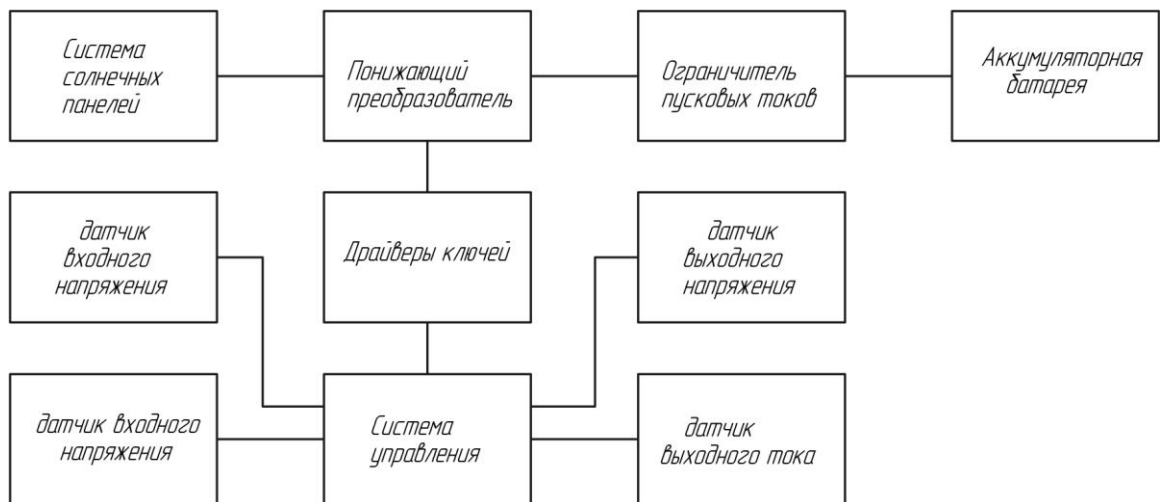 Система
солнечных
панелей
Понижающий
преобразователь
Ограничитель
пусковых токов
Аккумуляторная
батарея
датчик
входного
напряжения
Драйверы ключей
датчик
выходного
напряжения
датчик входного
напряжения
Система
управления
датчик
выходного тока